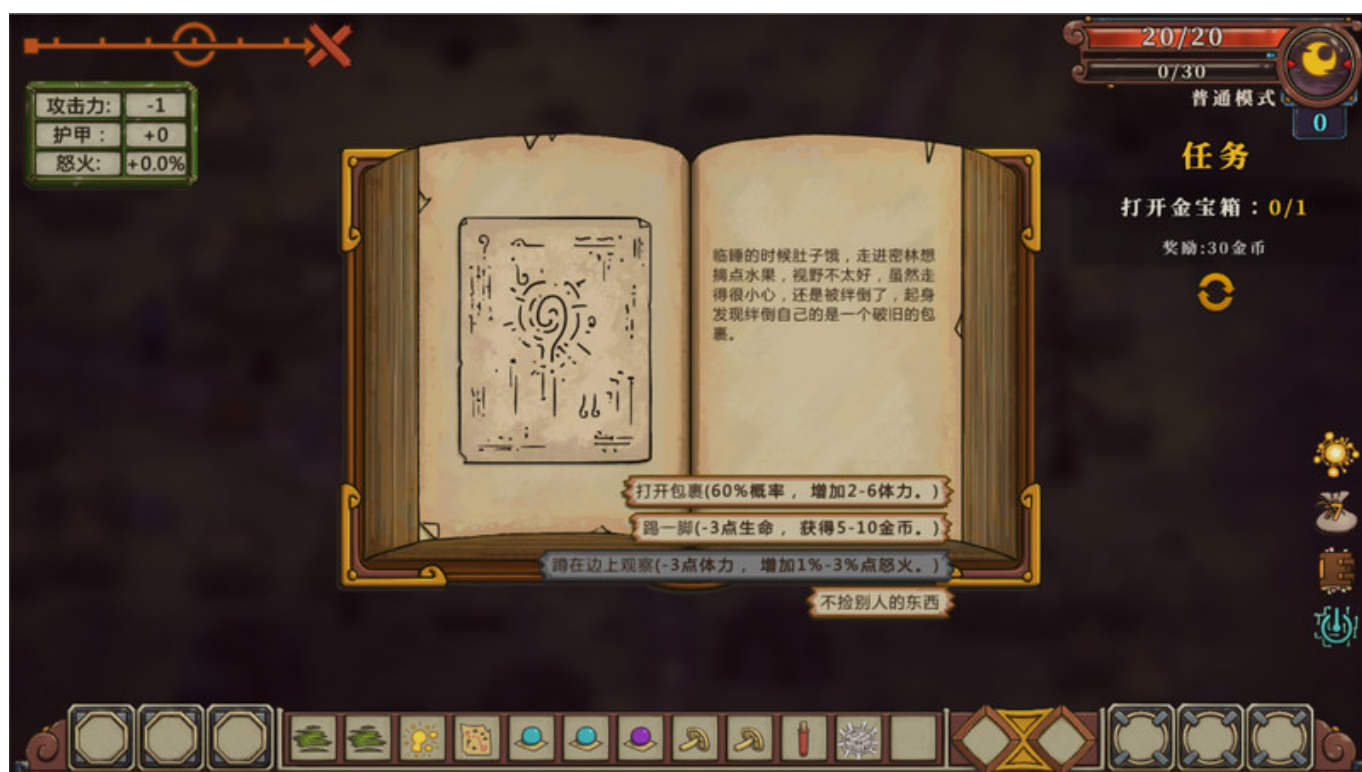 20/20
0/30
普通模式
0
攻击力: -1
护甲： +0
怒火: +0.0%
任务
打开金宝箱：0/1
奖励:30金币
临睡的时候肚子饿，走进密林想
摘点水果，视野不太好，虽然走
得很小心，还是被绊倒了，起身
发现绊倒自己的是一个破旧的包
裹。
打开包裹(60%概率， 增加2-6体力。)
踢一脚(-3点生命， 获得5-10金币。)
蹲在边上观察(-3点体力， 增加1%-3%点怒火。)
不捡别人的东西